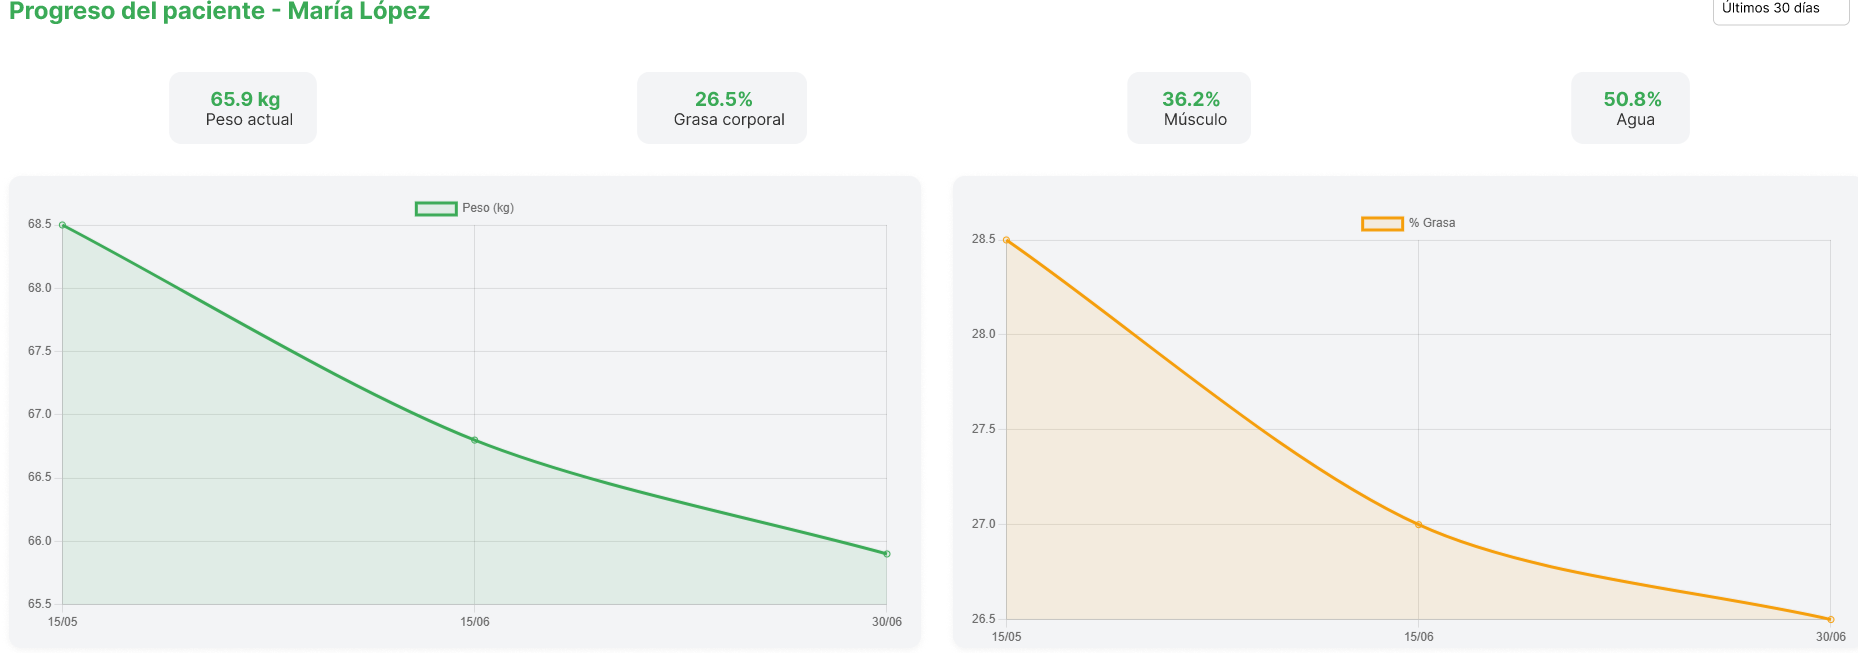 Progreso del paciente - María López
Últimos 30 días
65.9 kg
Peso actual
26.5%
Grasa corporal
36.2%
Músculo
50.8%
Agua
Peso (kg)
68.5
68.0
67.5
67.0
66.5
66.0
65.5
15/05
15/06
30/06
% Grasa
28.5
28.0
27.5
27.0
26.5
15/05
15/06
30/06